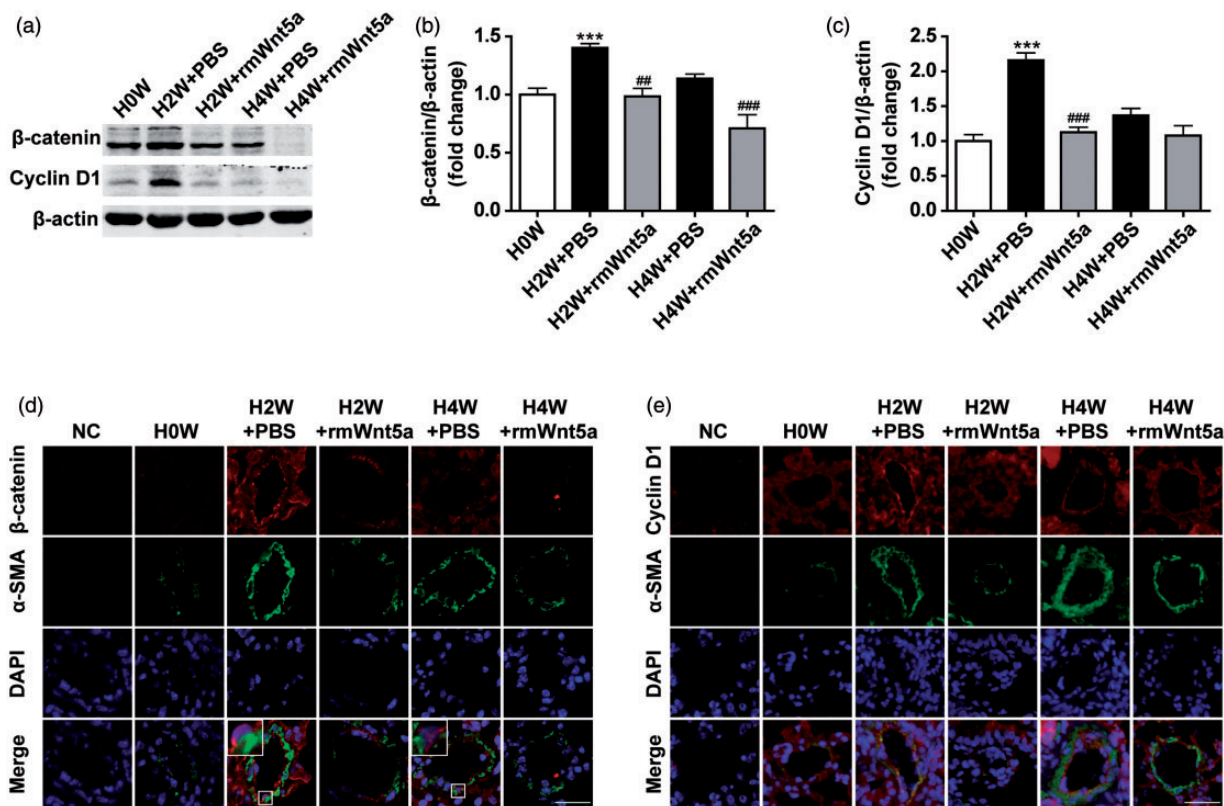 (a)
H0W
H2W+PBS
H2W+rmWnt5a
H4W+PBS
H4W+rmWnt5a
β-catenin
Cyclin D1
β-actin
(b)
β-catenin/β-actin
(fold change)
1.5
1.0
0.5
0.0
***
##
###
H0W
H2W+PBS
H2W+rmWnt5a
H4W+PBS
H4W+rmWnt5a
(c)
Cyclin D1/β-actin
(fold change)
2.5
2.0
1.5
1.0
0.5
0.0
***
###
H0W
H2W+PBS
H2W+rmWnt5a
H4W+PBS
H4W+rmWnt5a
(d)
NC
H0W
H2W
+PBS
H2W
+rmWnt5a
H4W
+PBS
H4W
+rmWnt5a
β-catenin
α-SMA
DAPI
Merge
(e)
NC
H0W
H2W
+PBS
H2W
+rmWnt5a
H4W
+PBS
H4W
+rmWnt5a
Cyclin D1
α-SMA
DAPI
Merge